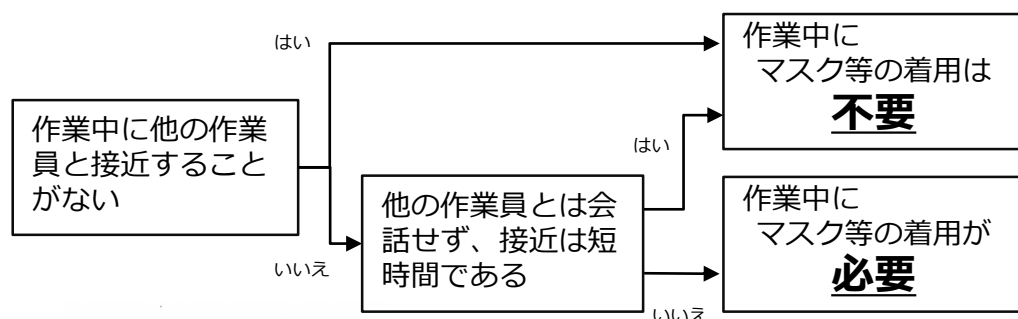 はい
作業中に
マスク等の着用は
不要
作業中に他の作業
員と接近すること
がない
はい
他の作業員とは会
話せず、接近は短
時間である
いいえ
作業中に
マスク等の着用が
必要
いいえ